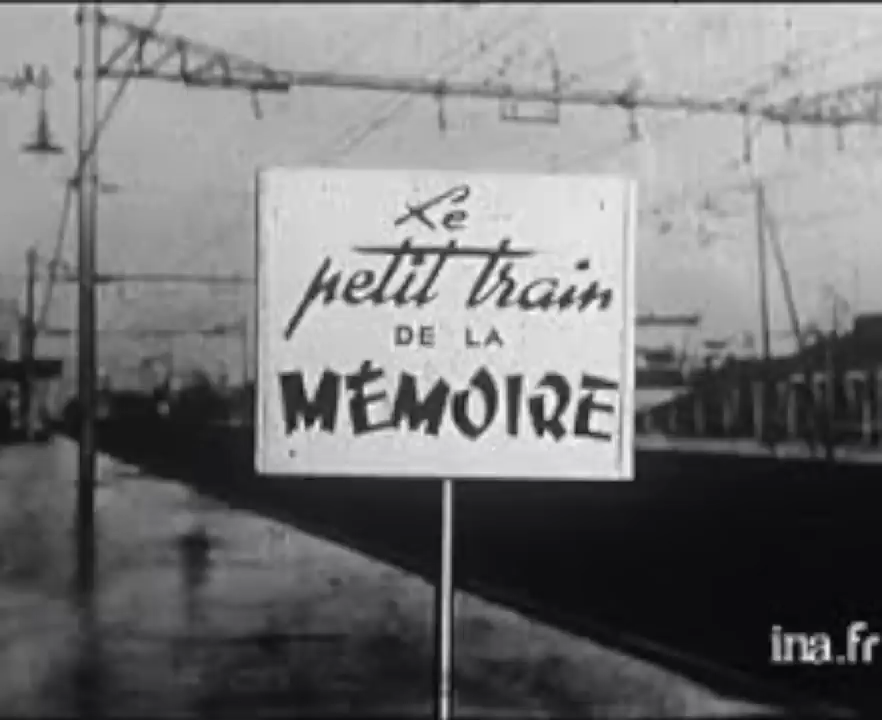 Le
petit train
DE LA
MÉMOIRE
ina.fr